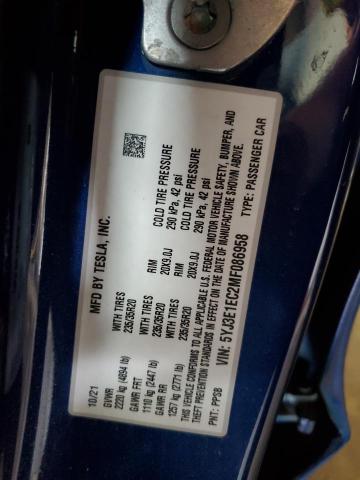 MFD BY TESLA, INC.
10/21
GVWR
2220 kg (4894 lb)
GAWR FRT WITH TIRES RIM COLD TIRE PRESSURE
1110 kg (2447 lb) 235/35R20 20X9.0J 290 kPa, 42 psi
GAWR RR WITH TIRES RIM COLD TIRE PRESSURE
1257 kg (2771 lb) 235/35R20 20X9.0J 290 kPa, 42 psi
THIS VEHICLE CONFORMS TO ALL APPLICABLE U.S. FEDERAL MOTOR VEHICLE SAFETY, BUMPER, AND
THEFT PREVENTION STANDARDS IN EFFECT ON THE DATE OF MANUFACTURE SHOWN ABOVE.
PNT: PPSB VIN: 5YJ3E1EC2MF086958 TYPE: PASSENGER CAR